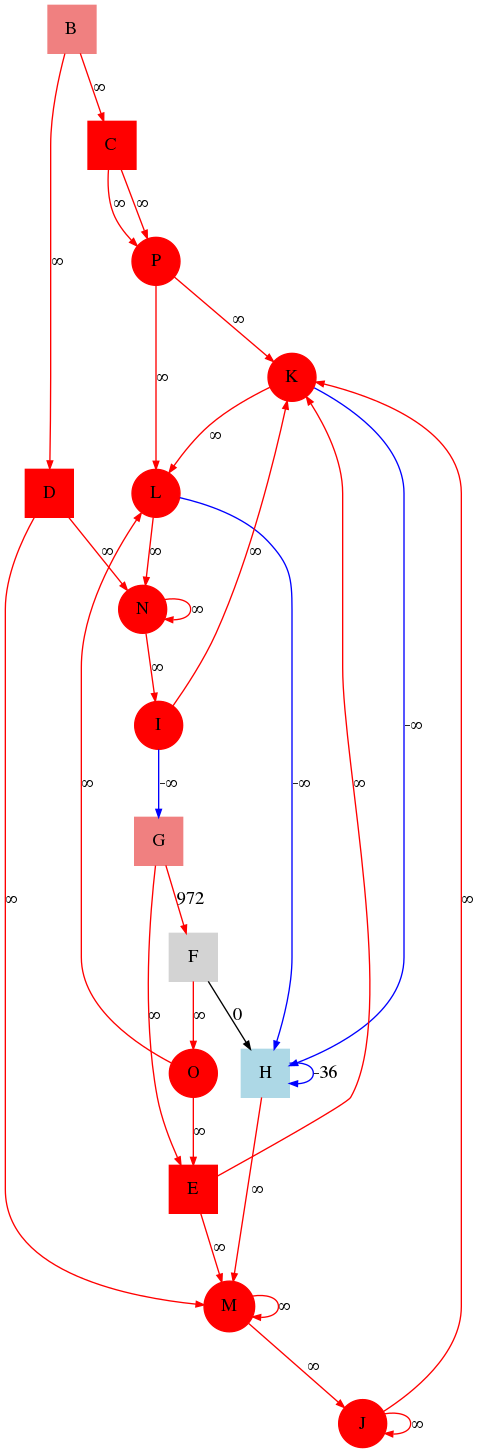 B
∞
C
∞ ∞
P
∞
∞
K
∞
∞
D
L
∞ ∞ ∞
N
∞
∞
I
∞ -∞ -∞ ∞ -∞
G
972
∞ ∞
F
∞ ∞ 0
O
H
-36
∞
∞
E
∞
M
∞
∞
J
∞